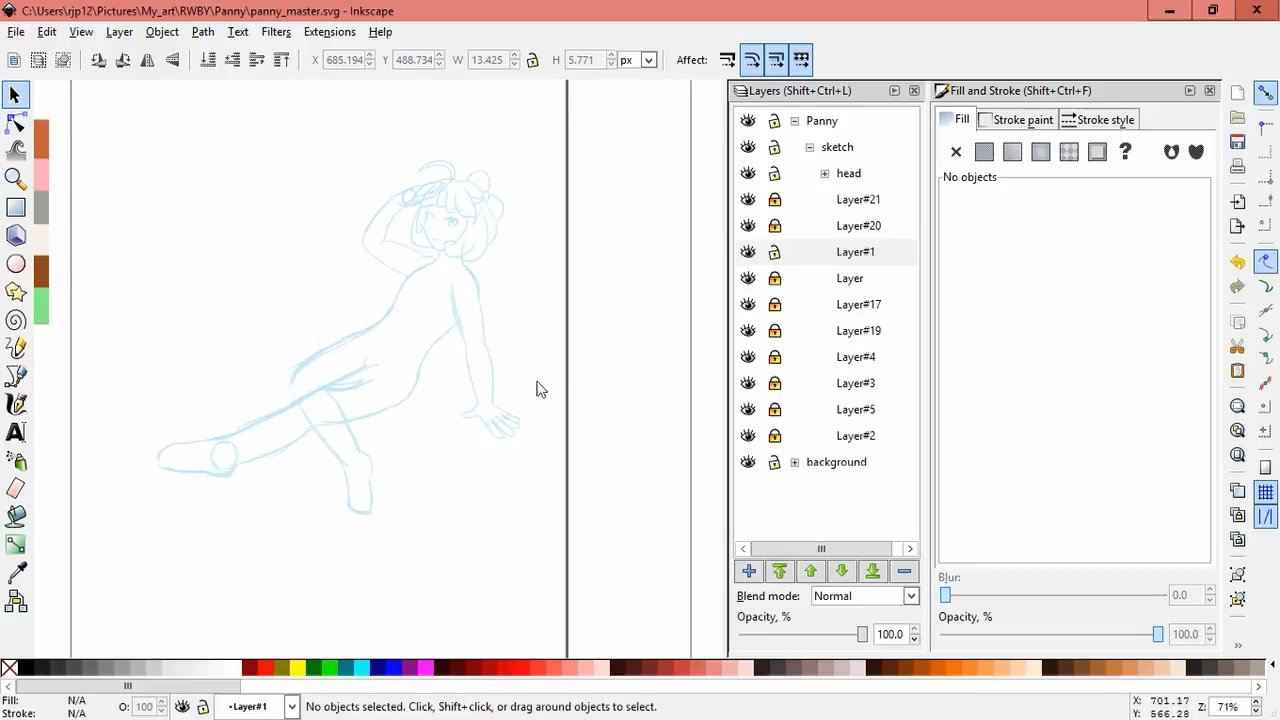 C:\Users\rjp12\Pictures\My_art\RWBY\Panny\panny_master.svg - Inkscape
File Edit View Layer Object Path Filters Text Extensions Help
X 685.194 Y 488.734 W 13.425 H 5.771 px Affect:
Layers (Shift+Ctrl+L)
Fill and Stroke (Shift+Ctrl+F)
Panny
sketch
head
Layer#21
Layer#20
Layer#1
Layer
Layer#17
Layer#19
Layer#4
Layer#3
Layer#5
Layer#2
background
Fill Stroke paint Stroke style
?
No objects
Blend mode: Normal
Opacity, %
100.0
Blur:
0.0
Opacity, %
100.0
Fill: N/A
Stroke: N/A
O: 100
•Layer#1
No objects selected. Click, Shift+click, or drag around objects to select.
X: 701.17
Y: 566.28
Z: 71%